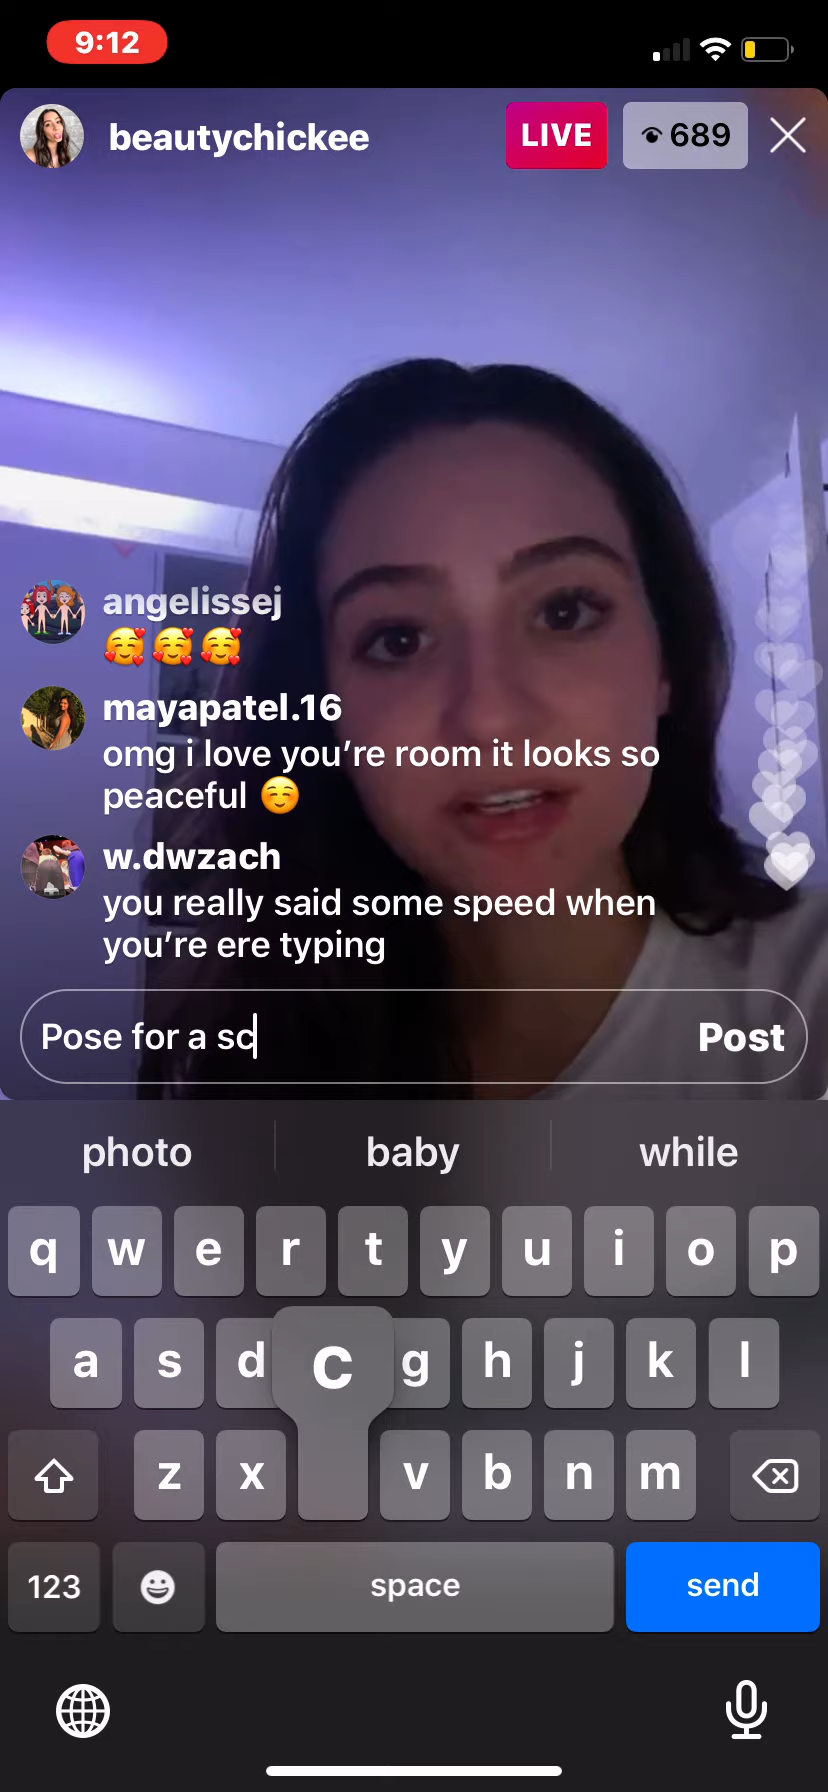 9:12
beautychickee LIVE 689
angelissej
🥰🥰🥰
mayapatel.16
omg i love you’re room it looks so
peaceful ☺️
w.dwzach
you really said some speed when
you’re ere typing
Pose for a sc Post
photo baby while
q w e r t y u i o p
a s d c g h j k l
z x v b n m
123 space send